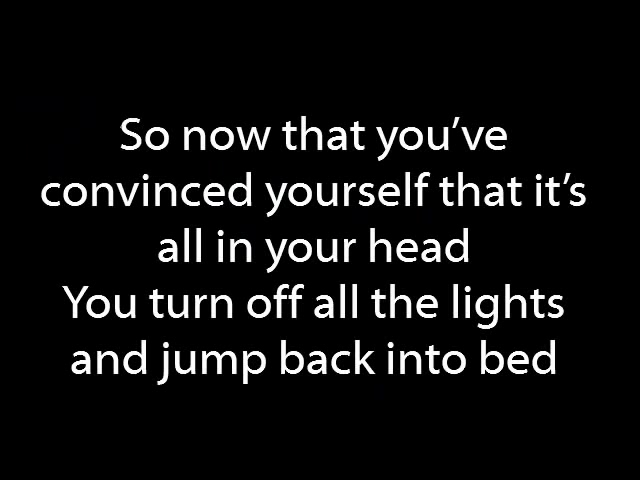 So now that you’ve
convinced yourself that it’s
all in your head
You turn off all the lights
and jump back into bed